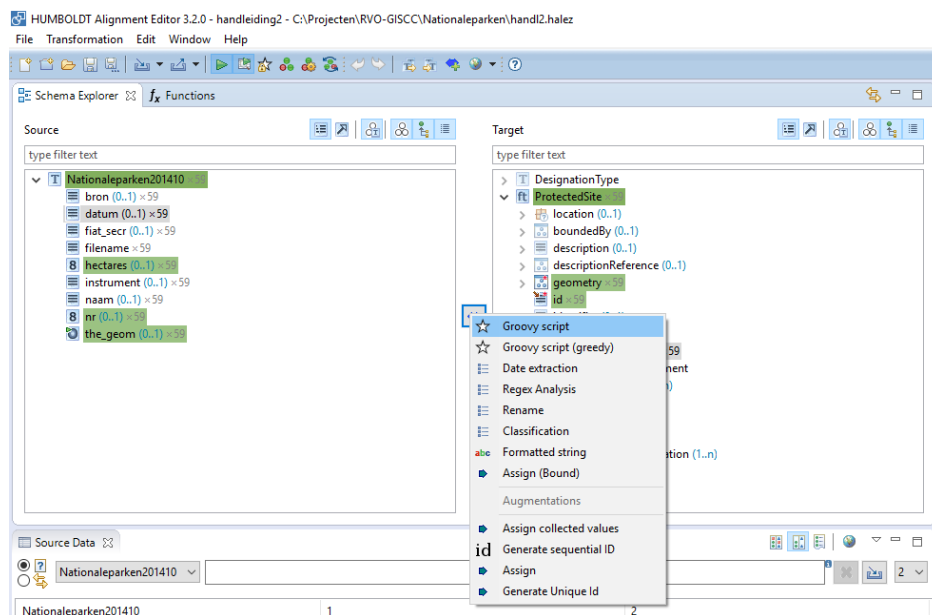 HUMBOLDT Alignment Editor 3.2.0 - handleiding2 - C:\Projecten\RVO-GISCC\Nationaleparken\handl2.halez
File Transformation Edit Window Help
Schema Explorer fx Functions
Source
type filter text
Nationaleparken201410 ×59
bron (0..1) ×59
datum (0..1) ×59
fiat_secr (0..1) ×59
filename ×59
hectares (0..1) ×59
instrument (0..1) ×59
naam (0..1) ×59
nr (0..1) ×59
the_geom (0..1) ×59
Target
type filter text
DesignationType
ProtectedSite ×59
location (0..1)
boundedBy (0..1)
description (0..1)
descriptionReference (0..1)
geometry ×59
id ×59
59
ation (1..n)
Groovy script
Groovy script (greedy)
Date extraction
Regex Analysis
Rename
Classification
Formatted string
Assign (Bound)
Augmentations
Assign collected values
Generate sequential ID
Assign
Generate Unique Id
Source Data
Nationaleparken201410
2
Nationaleparken201410 1 2